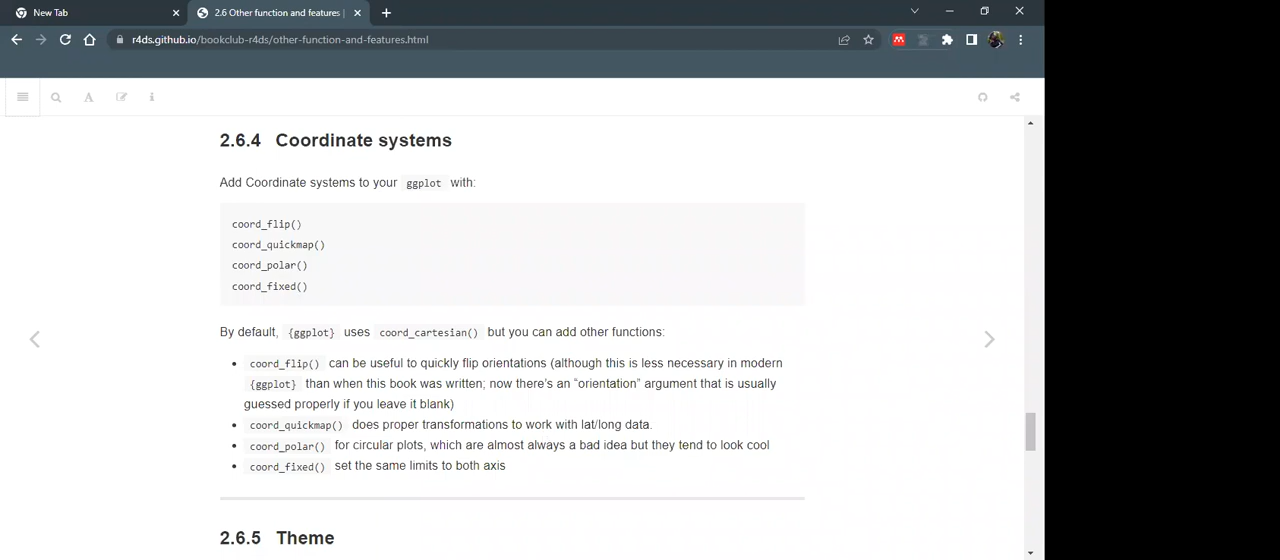 New Tab
2.6 Other function and features |
r4ds.github.io/bookclub-r4ds/other-function-and-features.html
2.6.4 Coordinate systems
Add Coordinate systems to your ggplot with:
coord_flip()
coord_quickmap()
coord_polar()
coord_fixed()
By default, {ggplot} uses coord_cartesian() but you can add other functions:
• coord_flip() can be useful to quickly flip orientations (although this is less necessary in modern
{ggplot} than when this book was written; now there's an “orientation” argument that is usually
guessed properly if you leave it blank)
• coord_quickmap() does proper transformations to work with lat/long data.
• coord_polar() for circular plots, which are almost always a bad idea but they tend to look cool
• coord_fixed() set the same limits to both axis
2.6.5 Theme